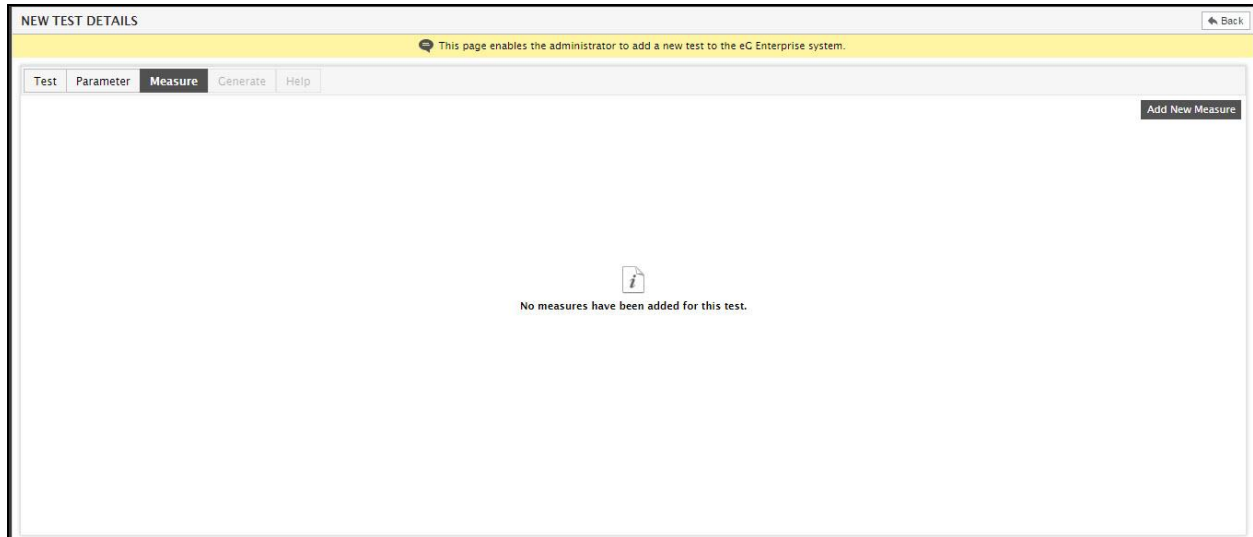 NEW TEST DETAILS
Back
This page enables the administrator to add a new test to the eG Enterprise system.
Test Parameter Measure Generate Help
Add New Measure
i
No measures have been added for this test.